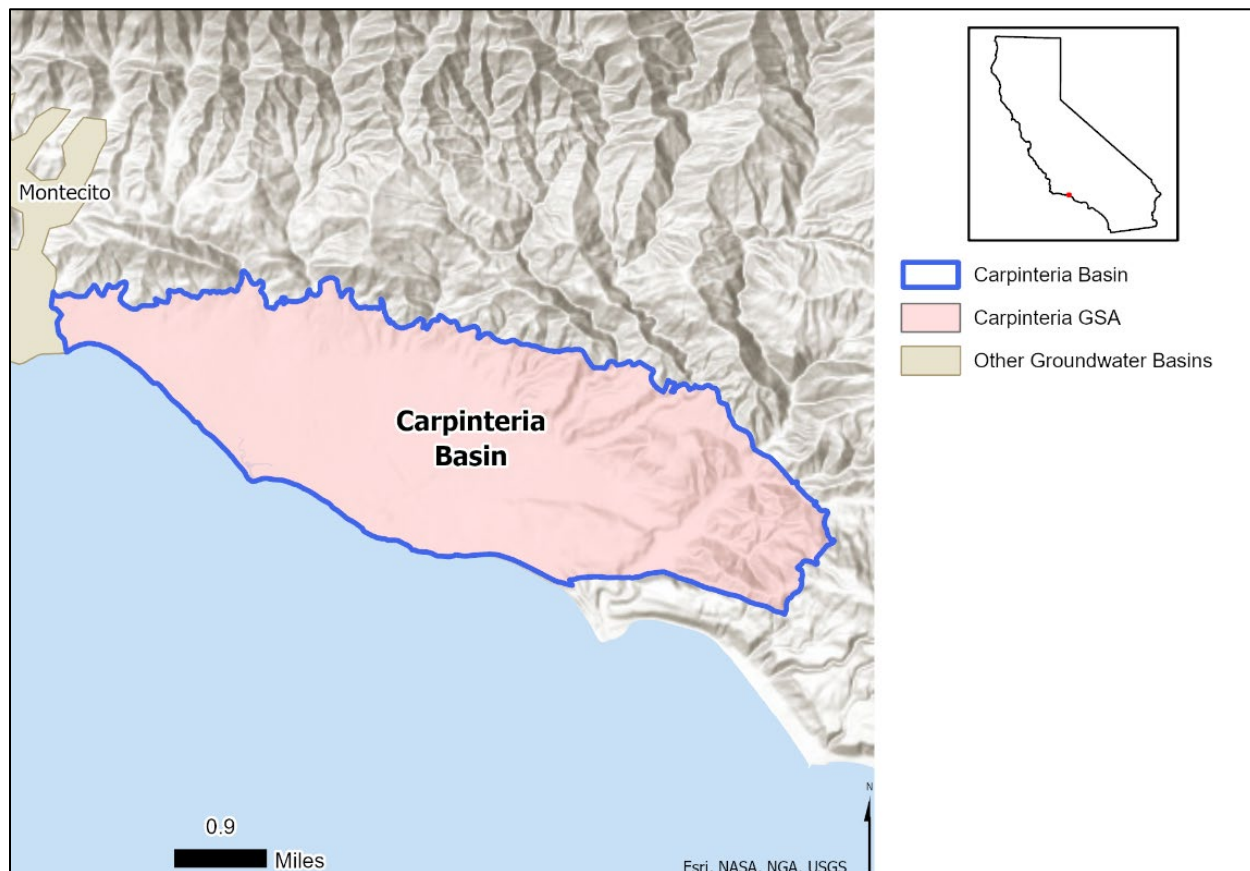 Montecito
Carpinteria
Basin
0.9
Miles
N
Esri, NASA, NGA, USGS
Carpinteria Basin
Carpinteria GSA
Other Groundwater Basins